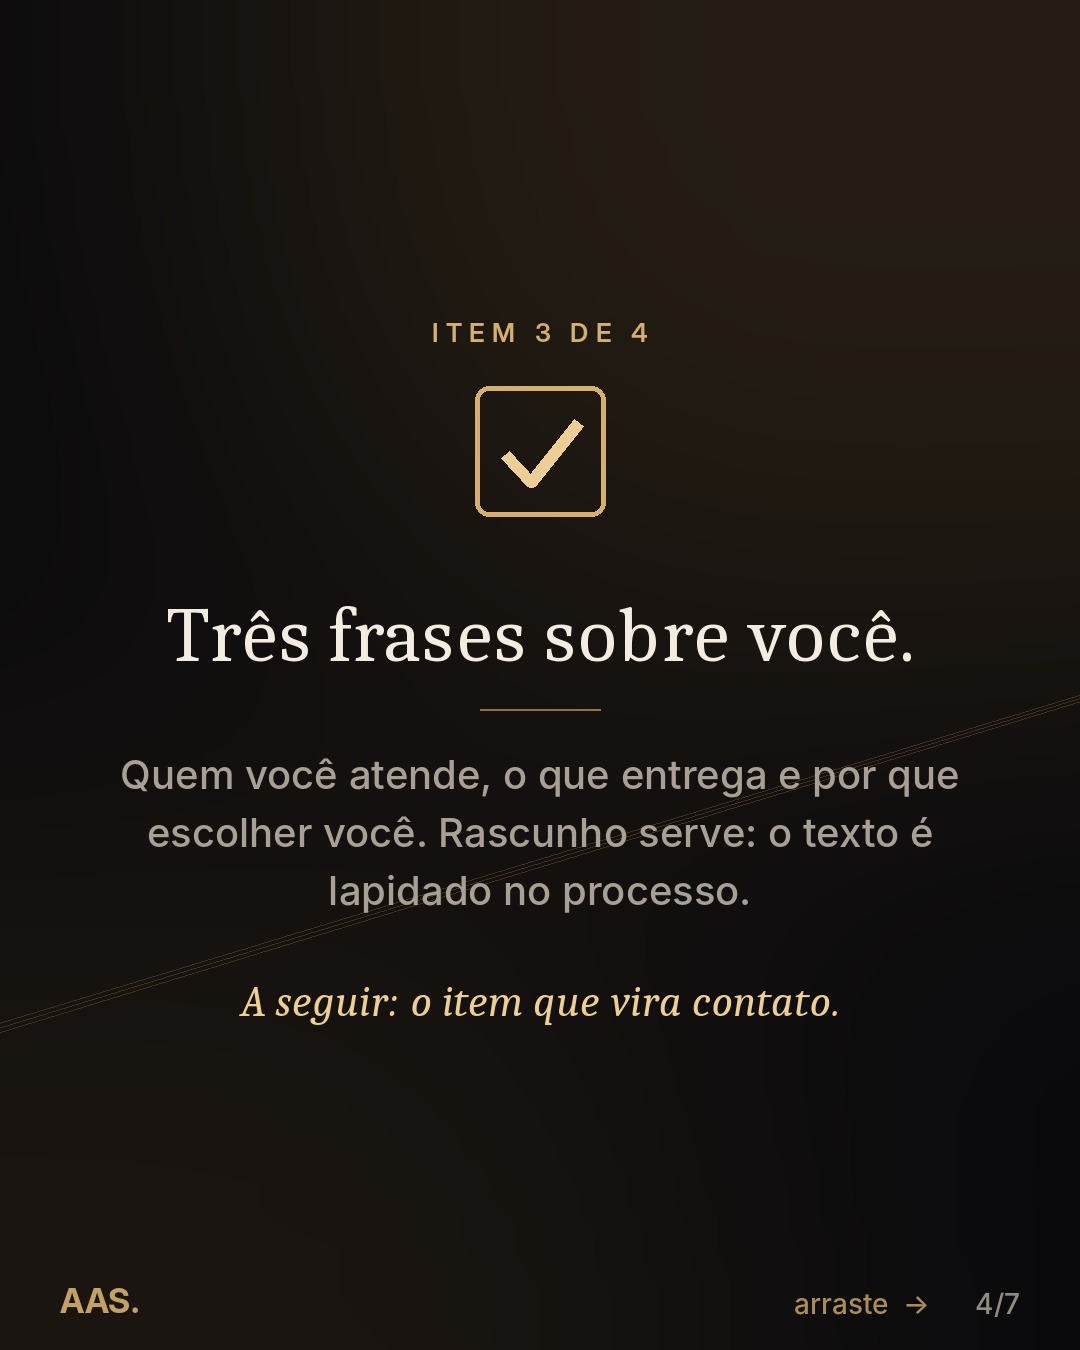 ITEM 3 DE 4
Três frases sobre você.
Quem você atende, o que entrega e por que
escolher você. Rascunho serve: o texto é
lapidado no processo.
A seguir: o item que vira contato.
AAS.
arraste → 4/7